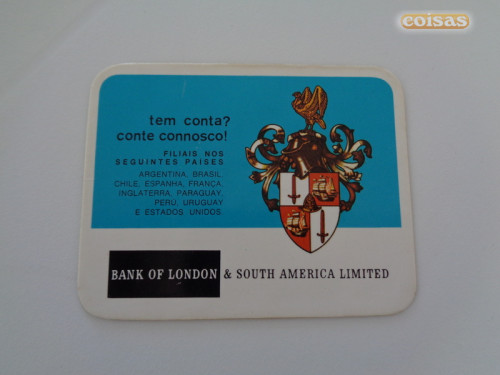 coisas
tem conta?
conte connosco!
FILIAIS NOS
SEGUINTES PAISES
ARGENTINA, BRASIL,
CHILE, ESPANHA, FRANÇA,
INGLATERRA, PARAGUAY,
PERU, URUGUAY
E ESTADOS UNIDOS.
BANK OF LONDON & SOUTH AMERICA LIMITED